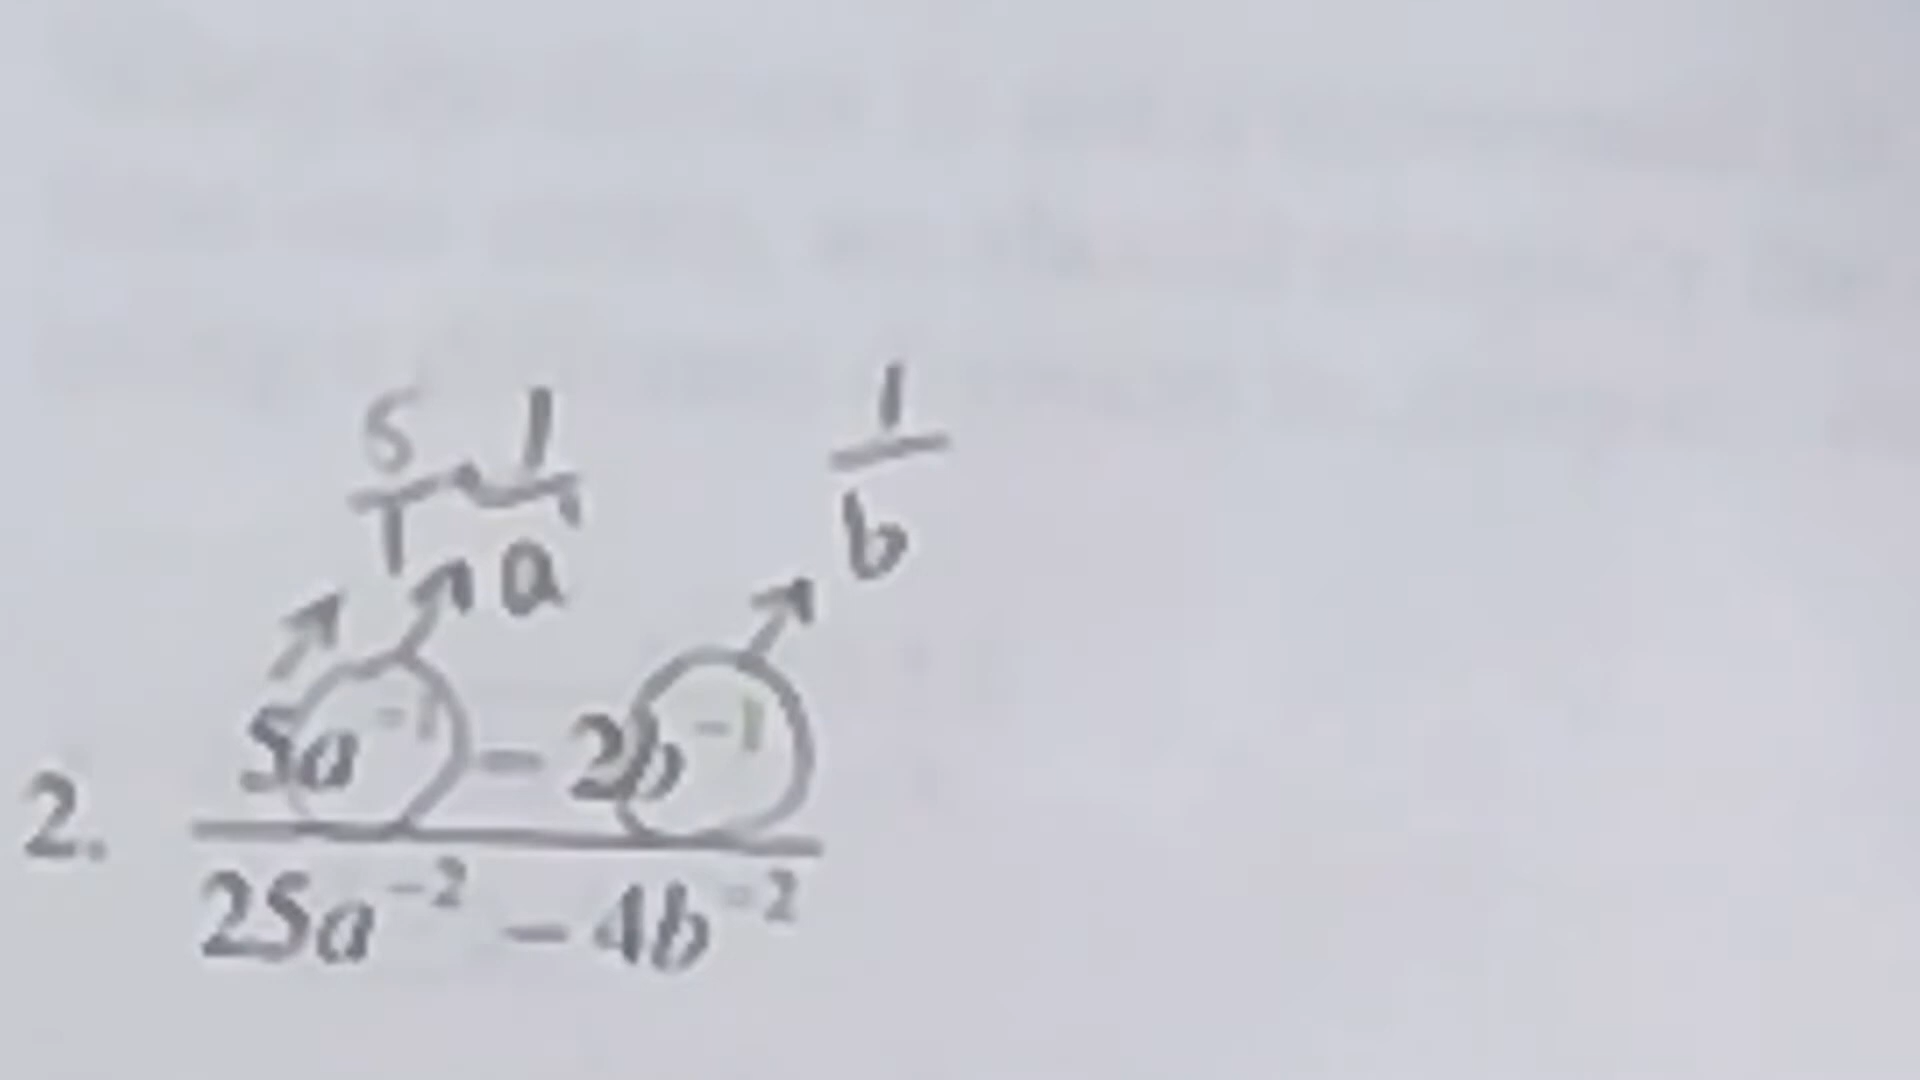 5/1 · 1/a 1/b
2. (5a⁻¹ − 2b⁻¹)/(25a⁻² − 4b⁻²)